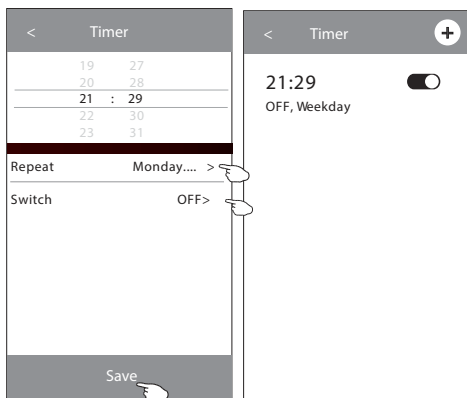 < Timer
19 27
20 28
21 : 29
22 30
23 31
Repeat Monday.... >
Switch OFF>
Save
< Timer +
21:29
OFF, Weekday